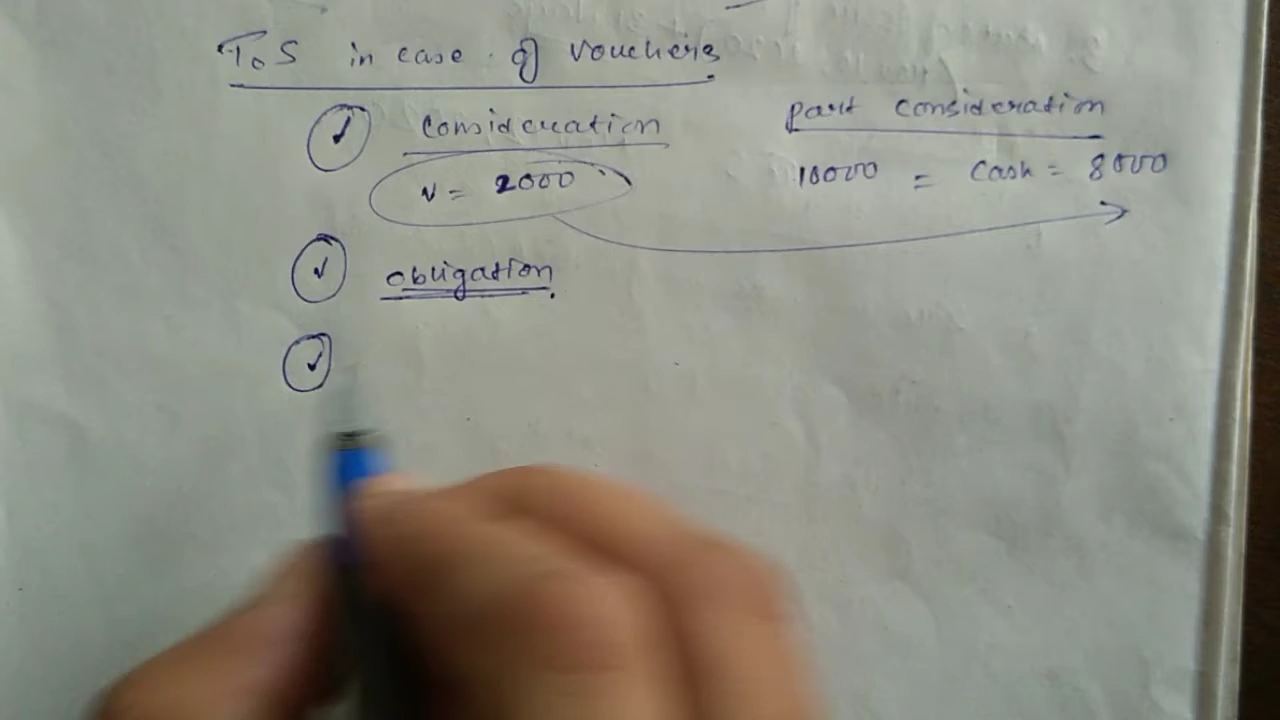 ToS in case of vouchers
consideration
V = 2000
part consideration
10000 = Cash = 8000
obligation